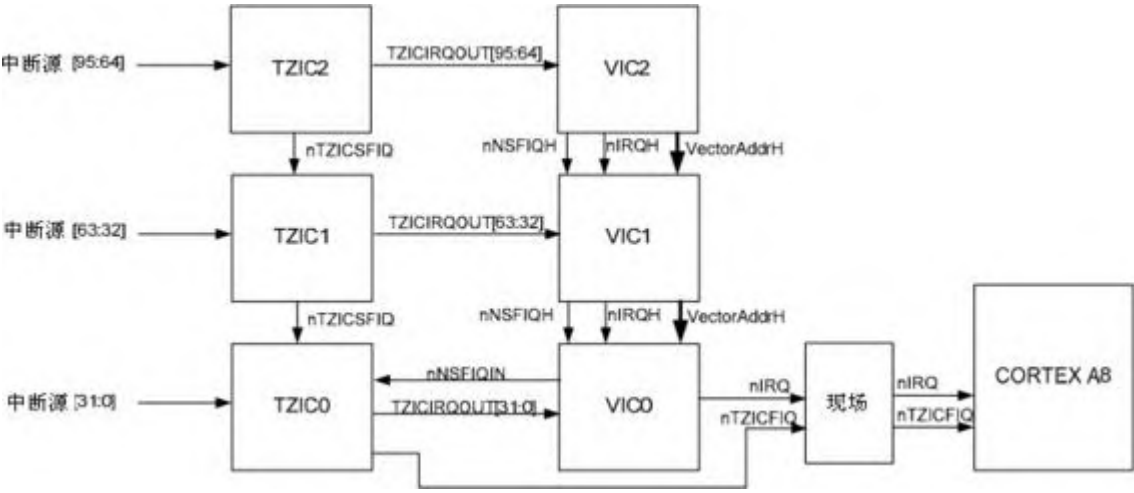 中断源 [95:64]
TZIC2
TZICIRQOUT[95:64]
VIC2
nTZICSFIQ
nNSFIQH
nIRQH
VectorAddrH
中断源 [63:32]
TZIC1
TZICIRQOUT[63:32]
VIC1
nTZICSFIQ
nNSFIQH
nIRQH
VectorAddrH
中断源 [31:0]
TZIC0
nNSFIQIN
TZICIRQOUT[31:0]
VIC0
nIRQ
nTZICFIQ
现场
nIRQ
nTZICFIQ
CORTEX A8